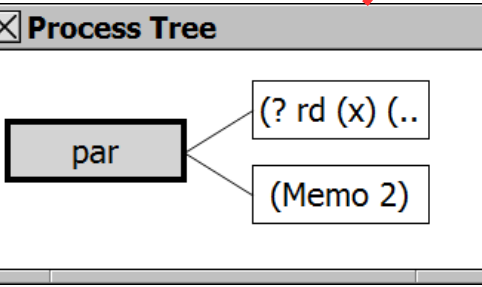 Process Tree
(? rd (x) (..
par
(Memo 2)